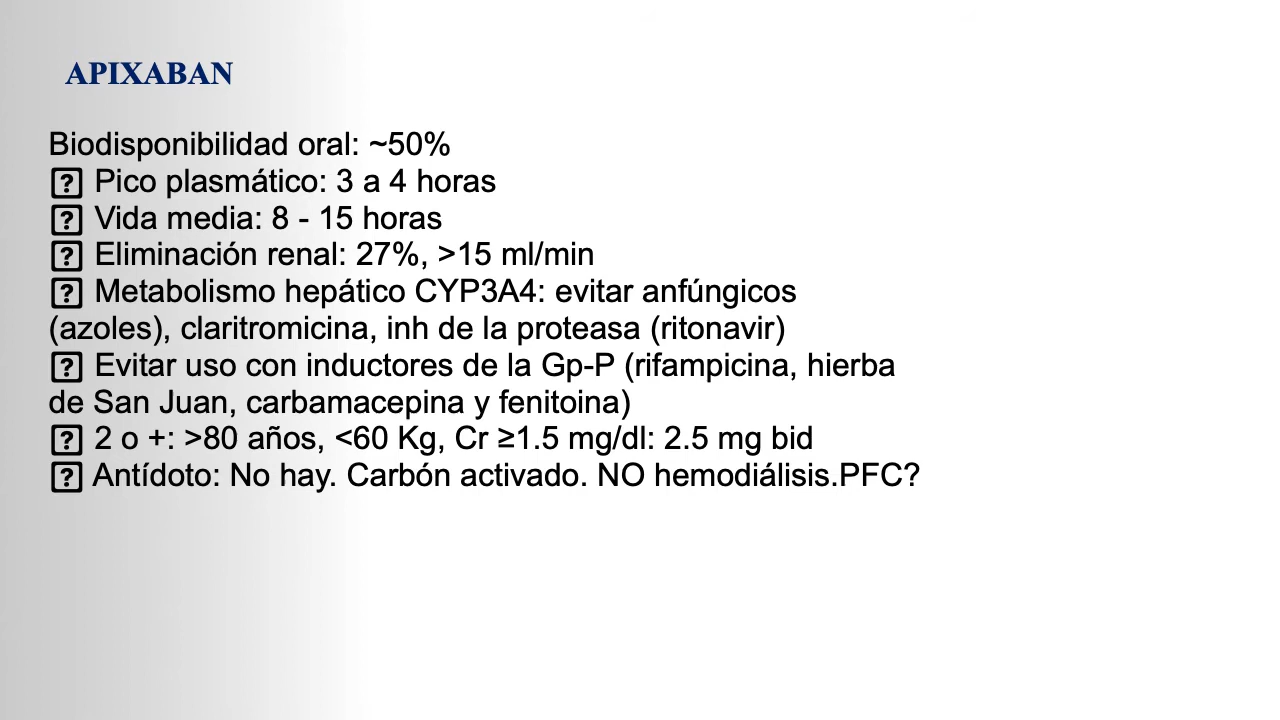 APIXABAN
Biodisponibilidad oral: ~50%
⍰ Pico plasmático: 3 a 4 horas
⍰ Vida media: 8 - 15 horas
⍰ Eliminación renal: 27%, >15 ml/min
⍰ Metabolismo hepático CYP3A4: evitar anfúngicos
(azoles), claritromicina, inh de la proteasa (ritonavir)
⍰ Evitar uso con inductores de la Gp-P (rifampicina, hierba
de San Juan, carbamacepina y fenitoina)
⍰ 2 o +: >80 años, <60 Kg, Cr ≥1.5 mg/dl: 2.5 mg bid
⍰ Antídoto: No hay. Carbón activado. NO hemodiálisis.PFC?